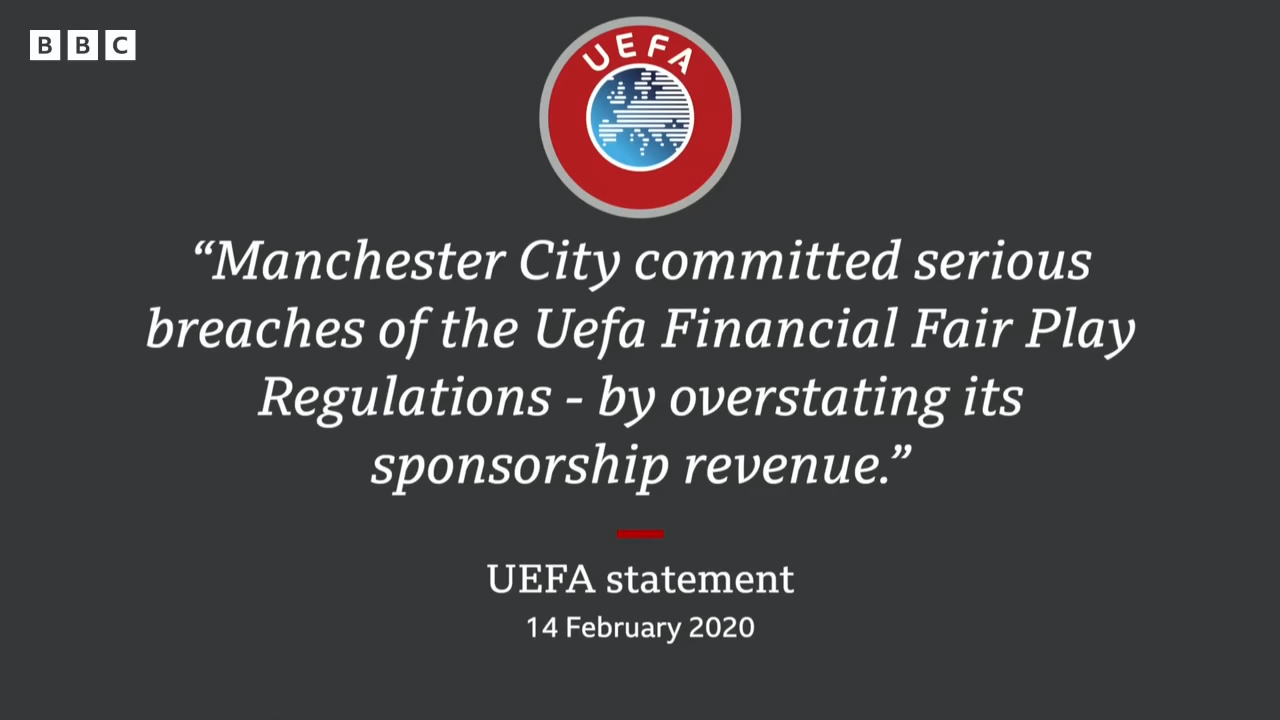 BBC
UEFA
“Manchester City committed serious
breaches of the Uefa Financial Fair Play
Regulations - by overstating its
sponsorship revenue.”
UEFA statement
14 February 2020